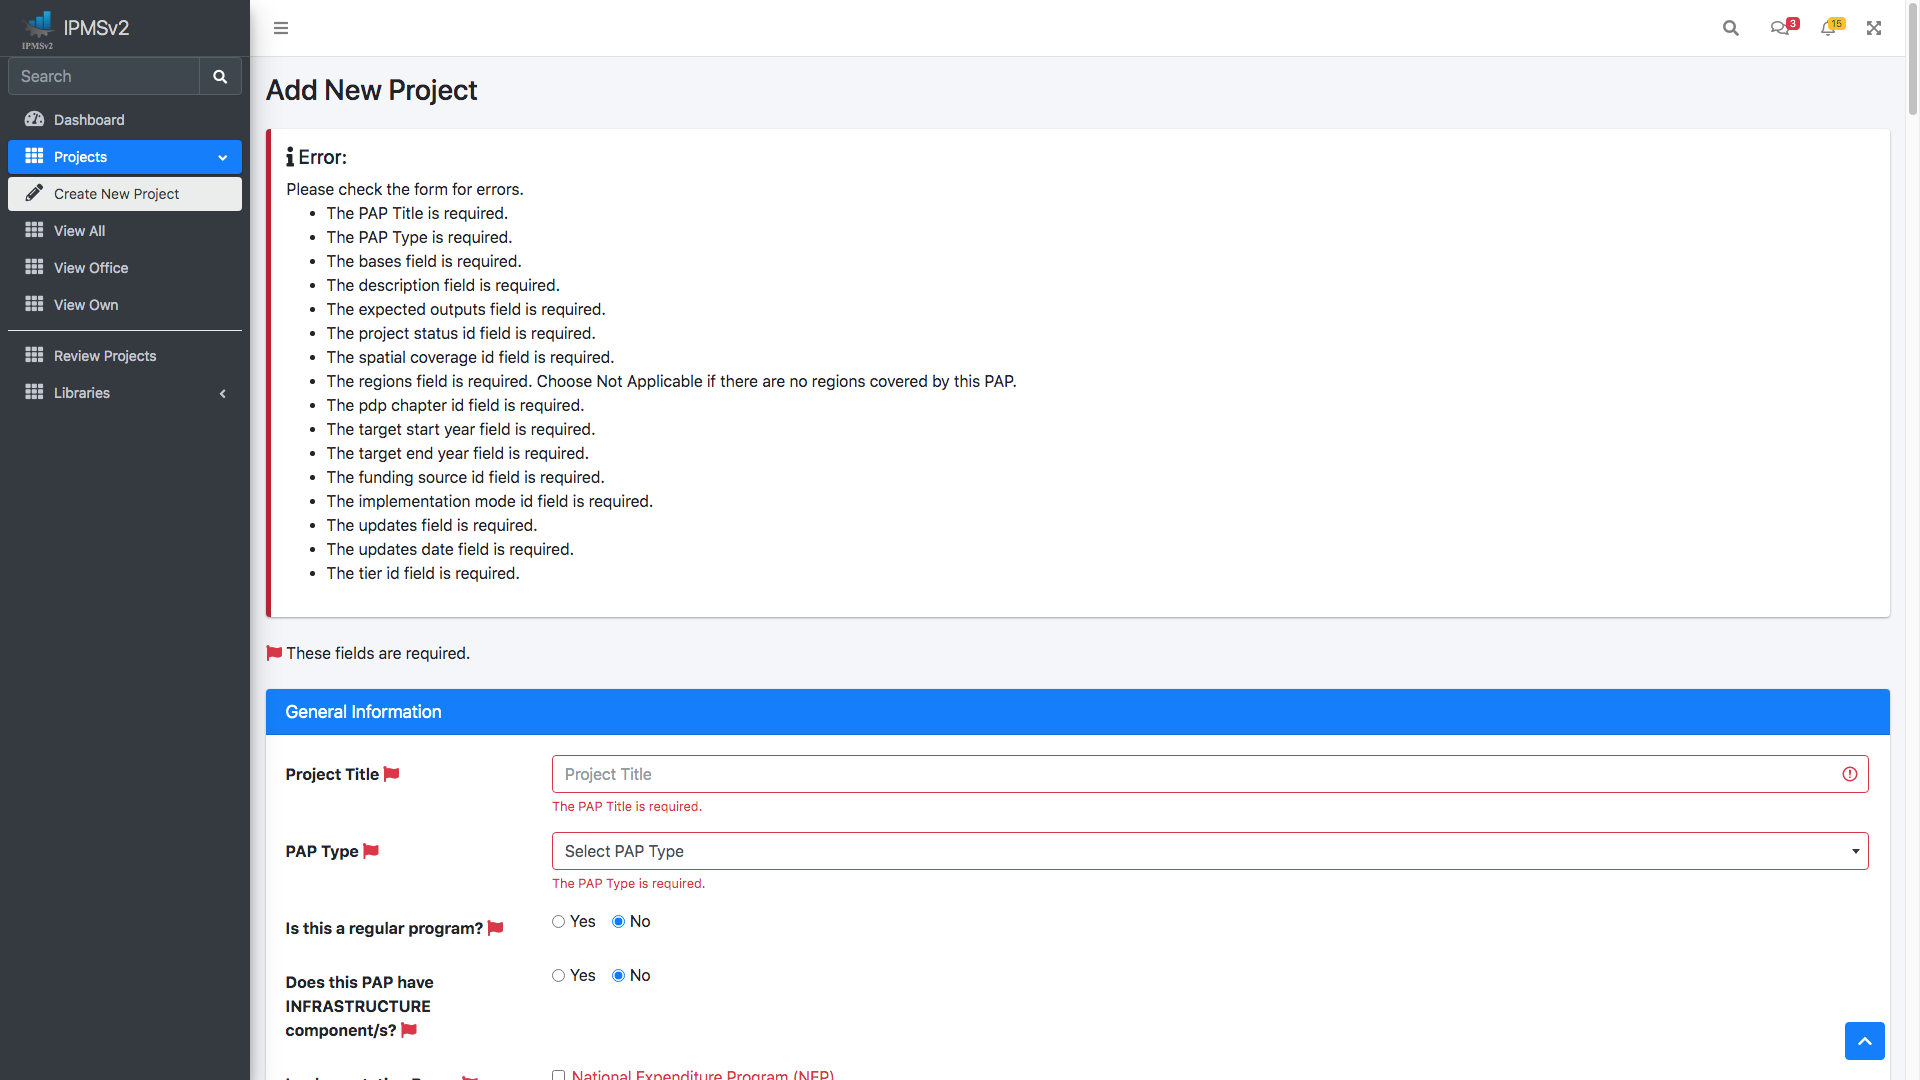 IPMSv2
IPMSv2
Search
Dashboard
Projects
Create New Project
View All
View Office
View Own
Review Projects
Libraries
3
15
Add New Project
Error:
Please check the form for errors.
The PAP Title is required.
The PAP Type is required.
The bases field is required.
The description field is required.
The expected outputs field is required.
The project status id field is required.
The spatial coverage id field is required.
The regions field is required. Choose Not Applicable if there are no regions covered by this PAP.
The pdp chapter id field is required.
The target start year field is required.
The target end year field is required.
The funding source id field is required.
The implementation mode id field is required.
The updates field is required.
The updates date field is required.
The tier id field is required.
These fields are required.
General Information
Project Title
Project Title
The PAP Title is required.
PAP Type
Select PAP Type
The PAP Type is required.
Is this a regular program?
Yes No
Does this PAP have
INFRASTRUCTURE
component/s?
Yes No
National Expenditure Program (NEP)